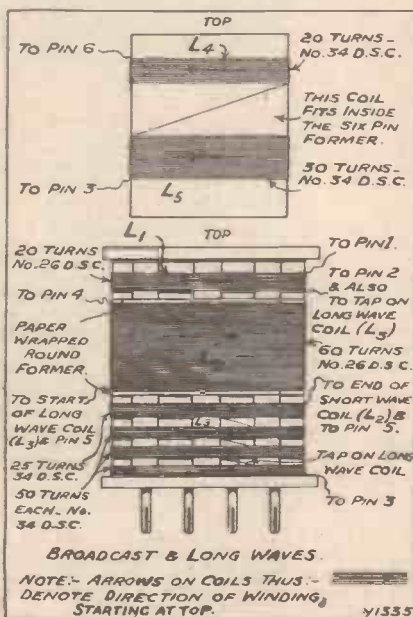 TOP
TO PIN 6
L4
20 TURNS
No. 34 D.S.C.
THIS COIL
FITS INSIDE
THE SIX PIN
FORMER.
30 TURNS-
No. 34 D.S.C.
TO PIN 3
L5
TOP
L1
20 TURNS
No. 26 D.S.C.
TO PIN 4
PAPER
WRAPPED
ROUND
FORMER.
TO START
OF LONG
WAVE COIL
(L3) & PIN 5
25 TURNS
34 D.S.C.
50 TURNS
EACH- No.
34 D.S.C.
L3
TO PIN 1.
TO PIN 2
& ALSO
TO TAP ON
LONG WAVE
COIL (L3)
60 TURNS
No. 26 D.S.C.
TO END OF
SHORT WAVE
COIL (L2) &
TO PIN 5.
TAP ON LONG
WAVE COIL
TO PIN 3
BROADCAST & LONG WAVES.
NOTE:- ARROWS ON COILS THUS:-
DENOTE DIRECTION OF WINDING,
STARTING AT TOP.
Y1335